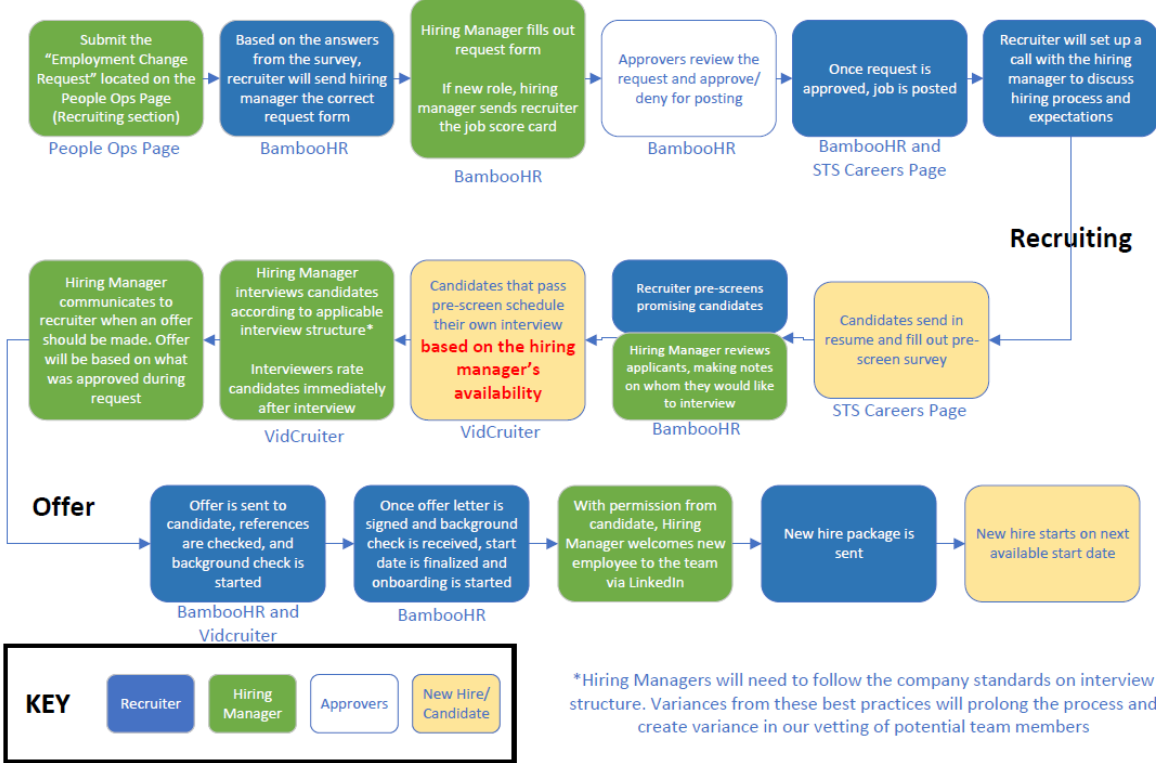 Submit the
“Employment Change
Request” located on the
People Ops Page
(Recruiting section)
People Ops Page
Based on the answers
from the survey,
recruiter will send hiring
manager the correct
request form
BambooHR
Hiring Manager fills out
request form
If new role, hiring
manager sends recruiter
the job score card
BambooHR
Approvers review the
request and approve/
deny for posting
BambooHR
Once request is
approved, job is posted
BambooHR and
STS Careers Page
Recruiter will set up a
call with the hiring
manager to discuss
hiring process and
expectations
Recruiting
Candidates send in
resume and fill out pre-
screen survey
STS Careers Page
Recruiter pre-screens
promising candidates
Hiring Manager reviews
applicants, making notes
on whom they would like
to interview
BambooHR
Candidates that pass
pre-screen schedule
their own interview
based on the hiring
manager’s
availability
VidCruiter
Hiring Manager
interviews candidates
according to applicable
interview structure*
Interviewers rate
candidates immediately
after interview
VidCruiter
Hiring Manager
communicates to
recruiter when an offer
should be made. Offer
will be based on what
was approved during
request
Offer
Offer is sent to
candidate, references
are checked, and
background check is
started
BambooHR and
Vidcruiter
Once offer letter is
signed and background
check is received, start
date is finalized and
onboarding is started
BambooHR
With permission from
candidate, Hiring
Manager welcomes new
employee to the team
via LinkedIn
New hire package is
sent
New hire starts on next
available start date
KEY
Recruiter
Hiring
Manager
Approvers
New Hire/
Candidate
*Hiring Managers will need to follow the company standards on interview
structure. Variances from these best practices will prolong the process and
create variance in our vetting of potential team members